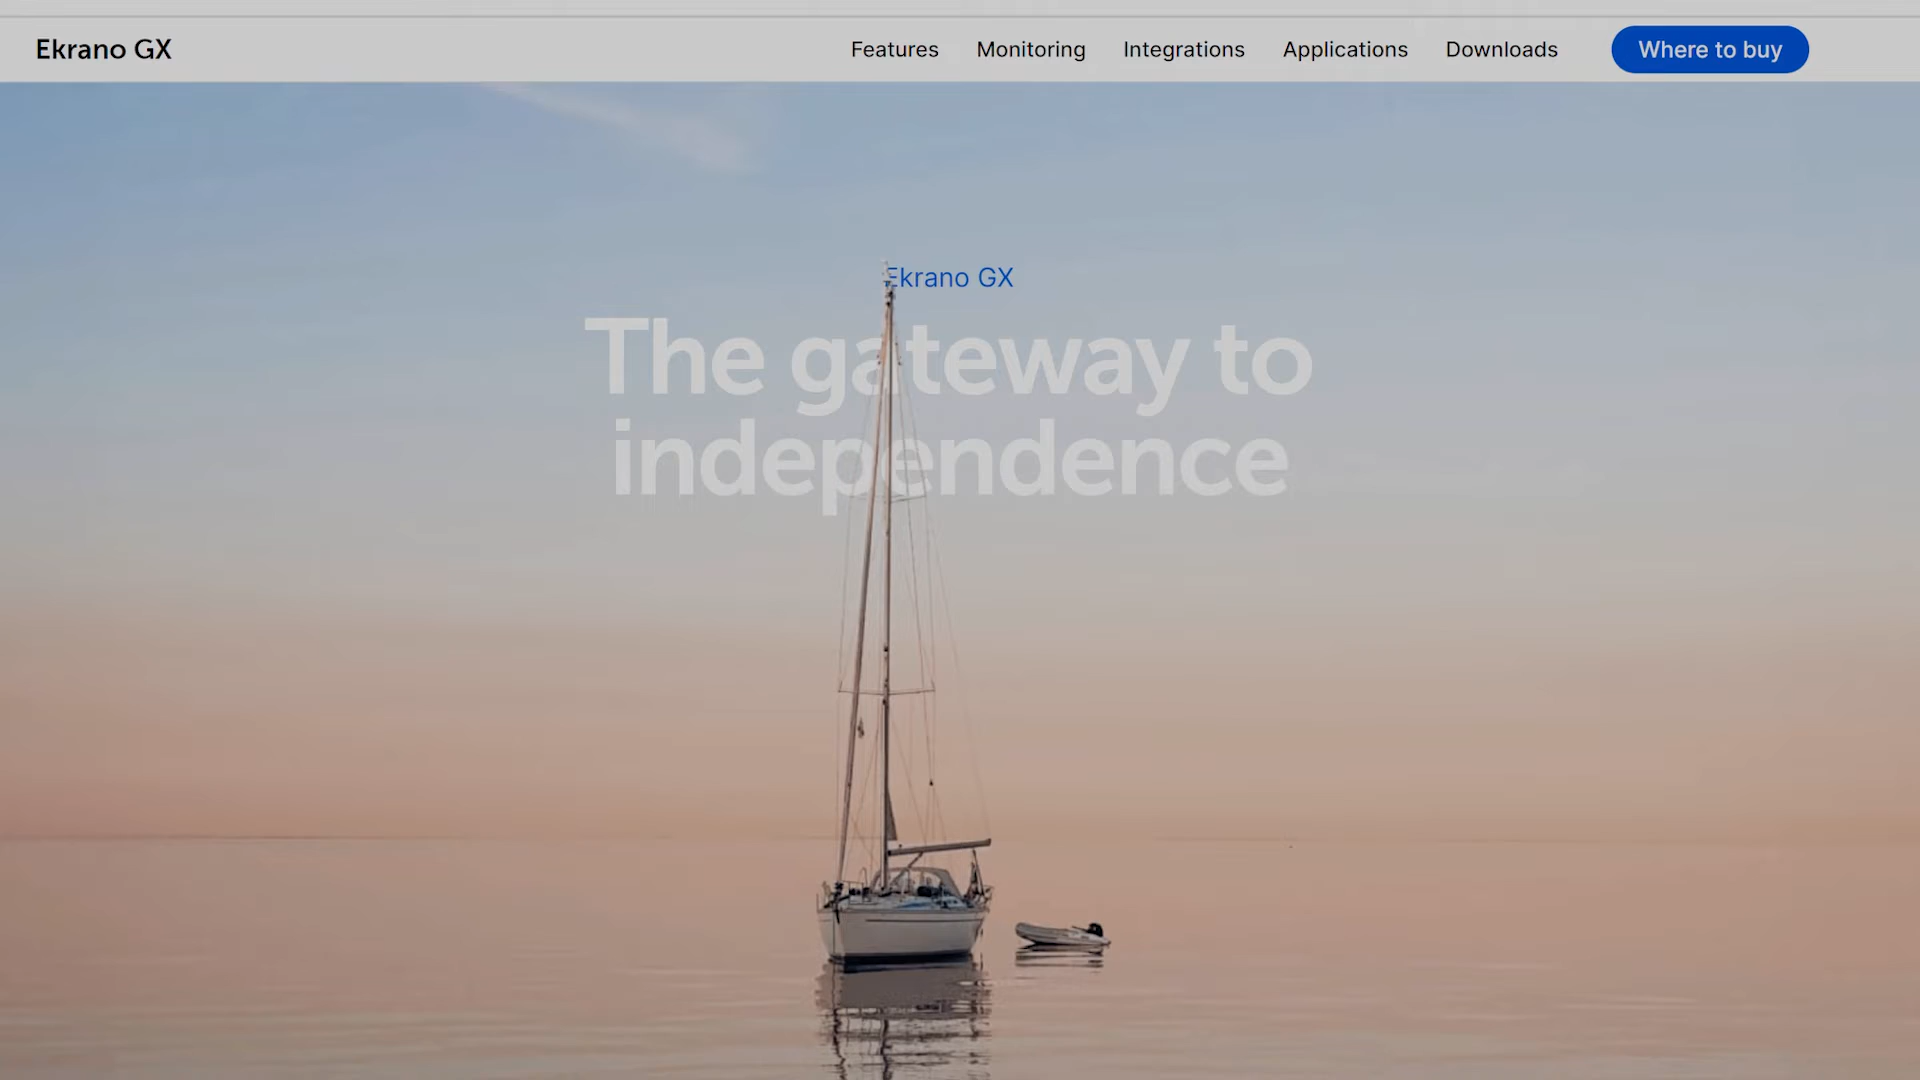 Ekrano GX
Features
Monitoring
Integrations
Applications
Downloads
Where to buy
Ekrano GX
The gateway to
independence